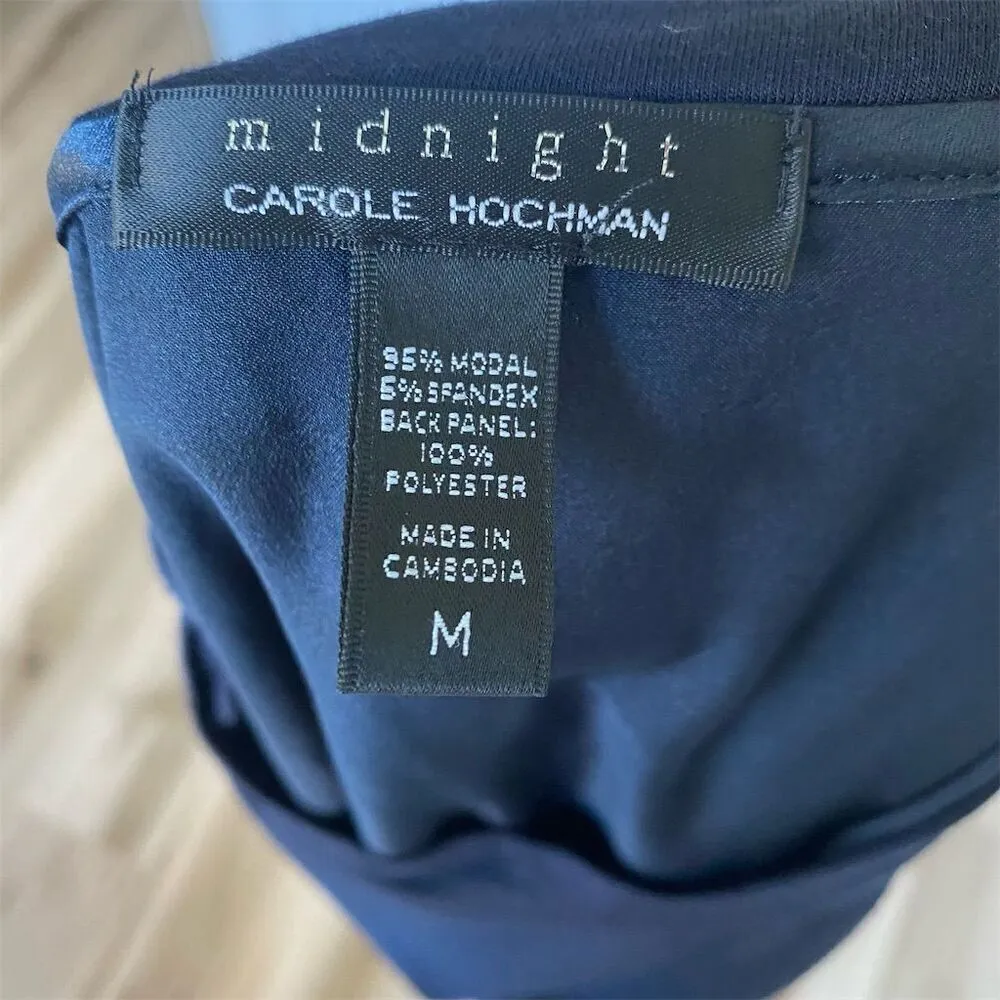 midnight
CAROLE HOCHMAN
95% MODAL
5% SPANDEX
BACK PANEL:
100%
POLYESTER
MADE IN
CAMBODIA
M